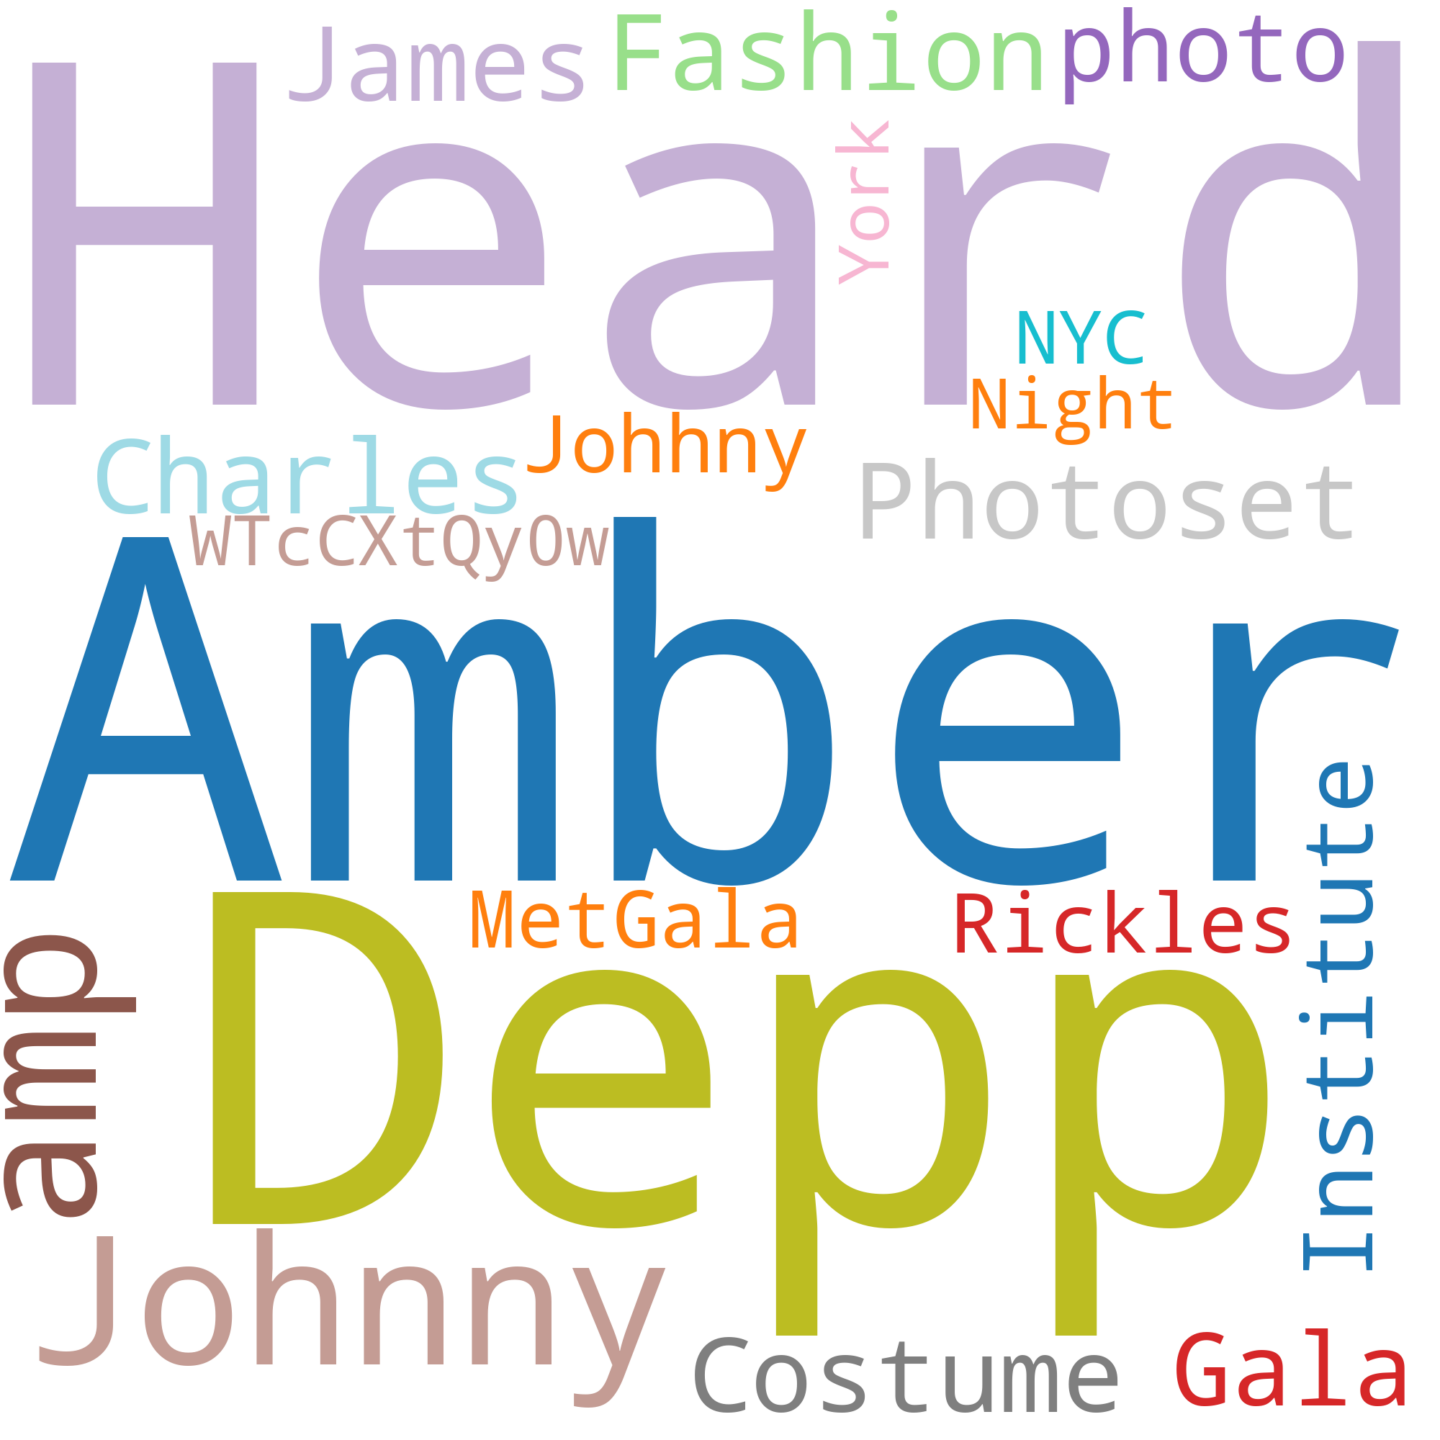 James
Fashion
photo
Heard
York
NYC
Night
Johhny
Charles
Photoset
WTcCXtQy0w
Amber
Institute
MetGala
Rickles
amp
Depp
Johnny
Costume
Gala